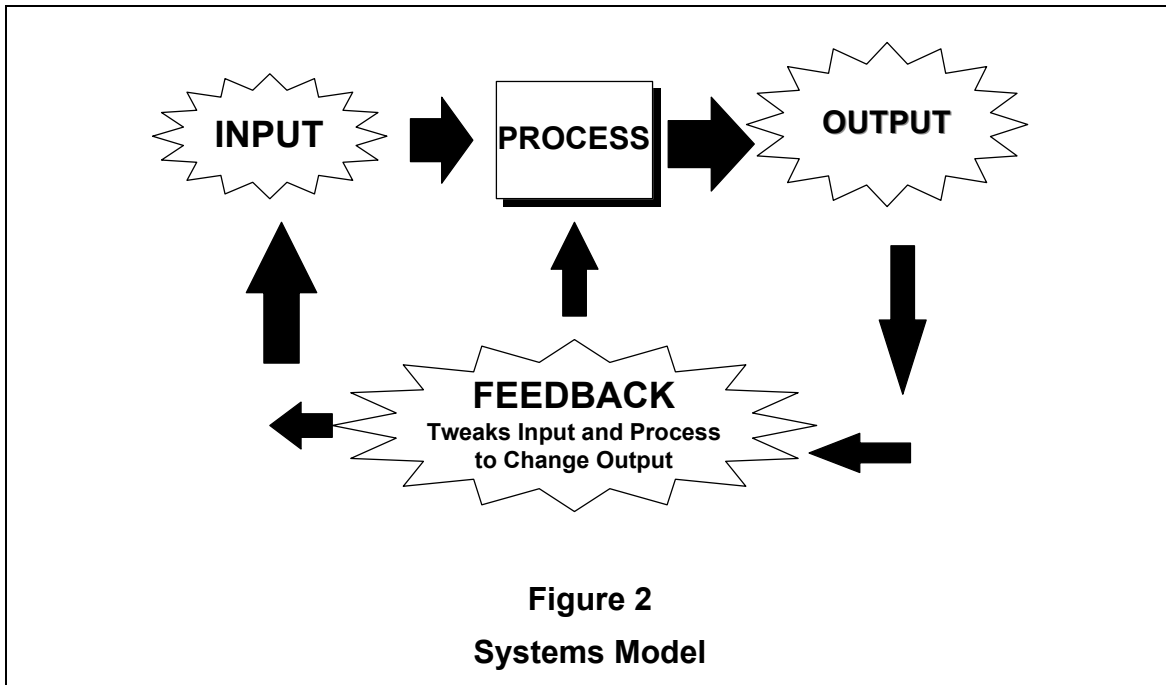 INPUT
PROCESS
OUTPUT
FEEDBACK
Tweaks Input and Process
to Change Output
Figure 2
Systems Model